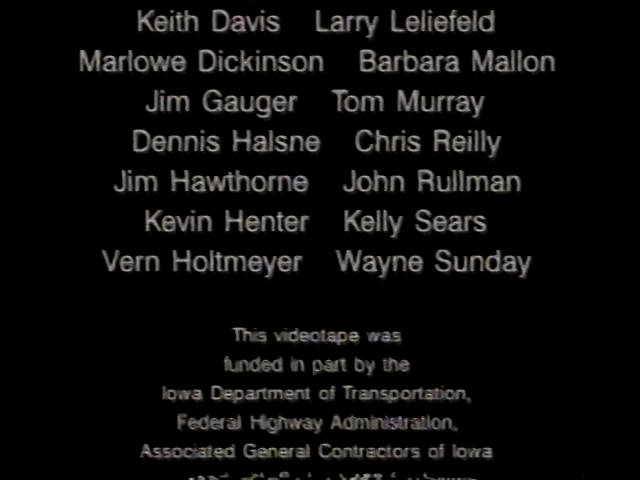 Keith Davis Larry Leliefeld
Marlowe Dickinson Barbara Mallon
Jim Gauger Tom Murray
Dennis Halsne Chris Reilly
Jim Hawthorne John Rullman
Kevin Henter Kelly Sears
Vern Holtmeyer Wayne Sunday
This videotape was
funded in part by the
Iowa Department of Transportation,
Federal Highway Administration,
Associated General Contractors of Iowa